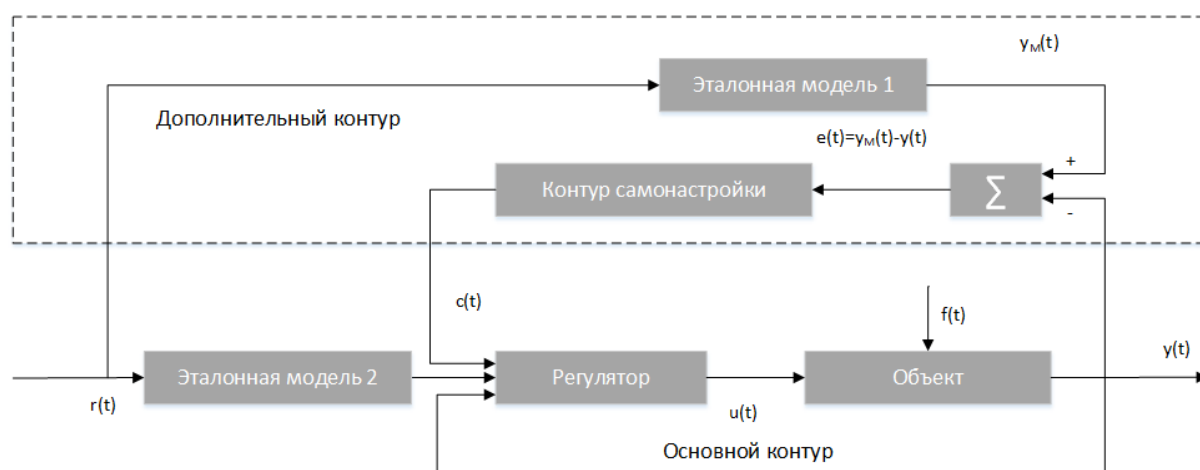 yм(t)
Эталонная модель 1
Дополнительный контур
e(t)=yм(t)-y(t)
+
Контур самонастройки
∑
-
c(t)
f(t)
y(t)
Эталонная модель 2
Регулятор
Объект
r(t)
u(t)
Основной контур